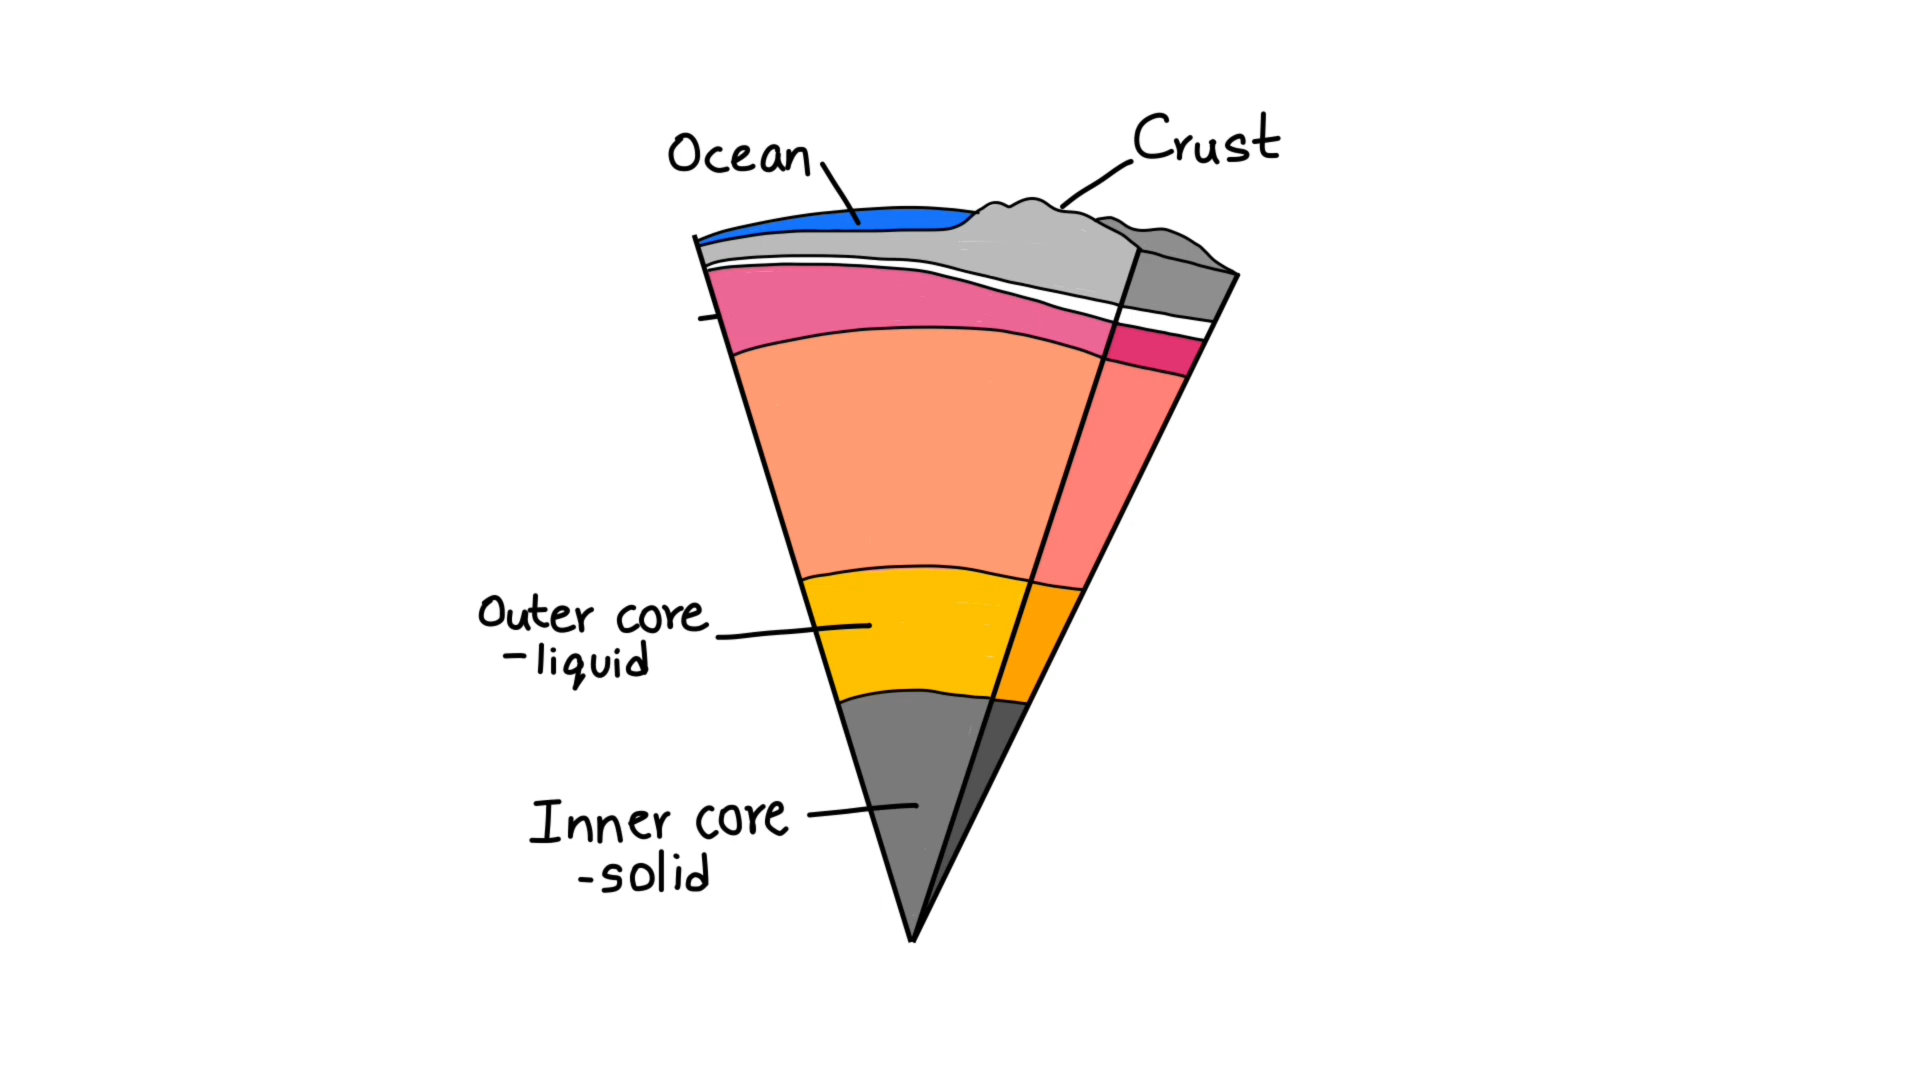 Ocean
Crust
Outer core
-liquid
Inner core
-solid